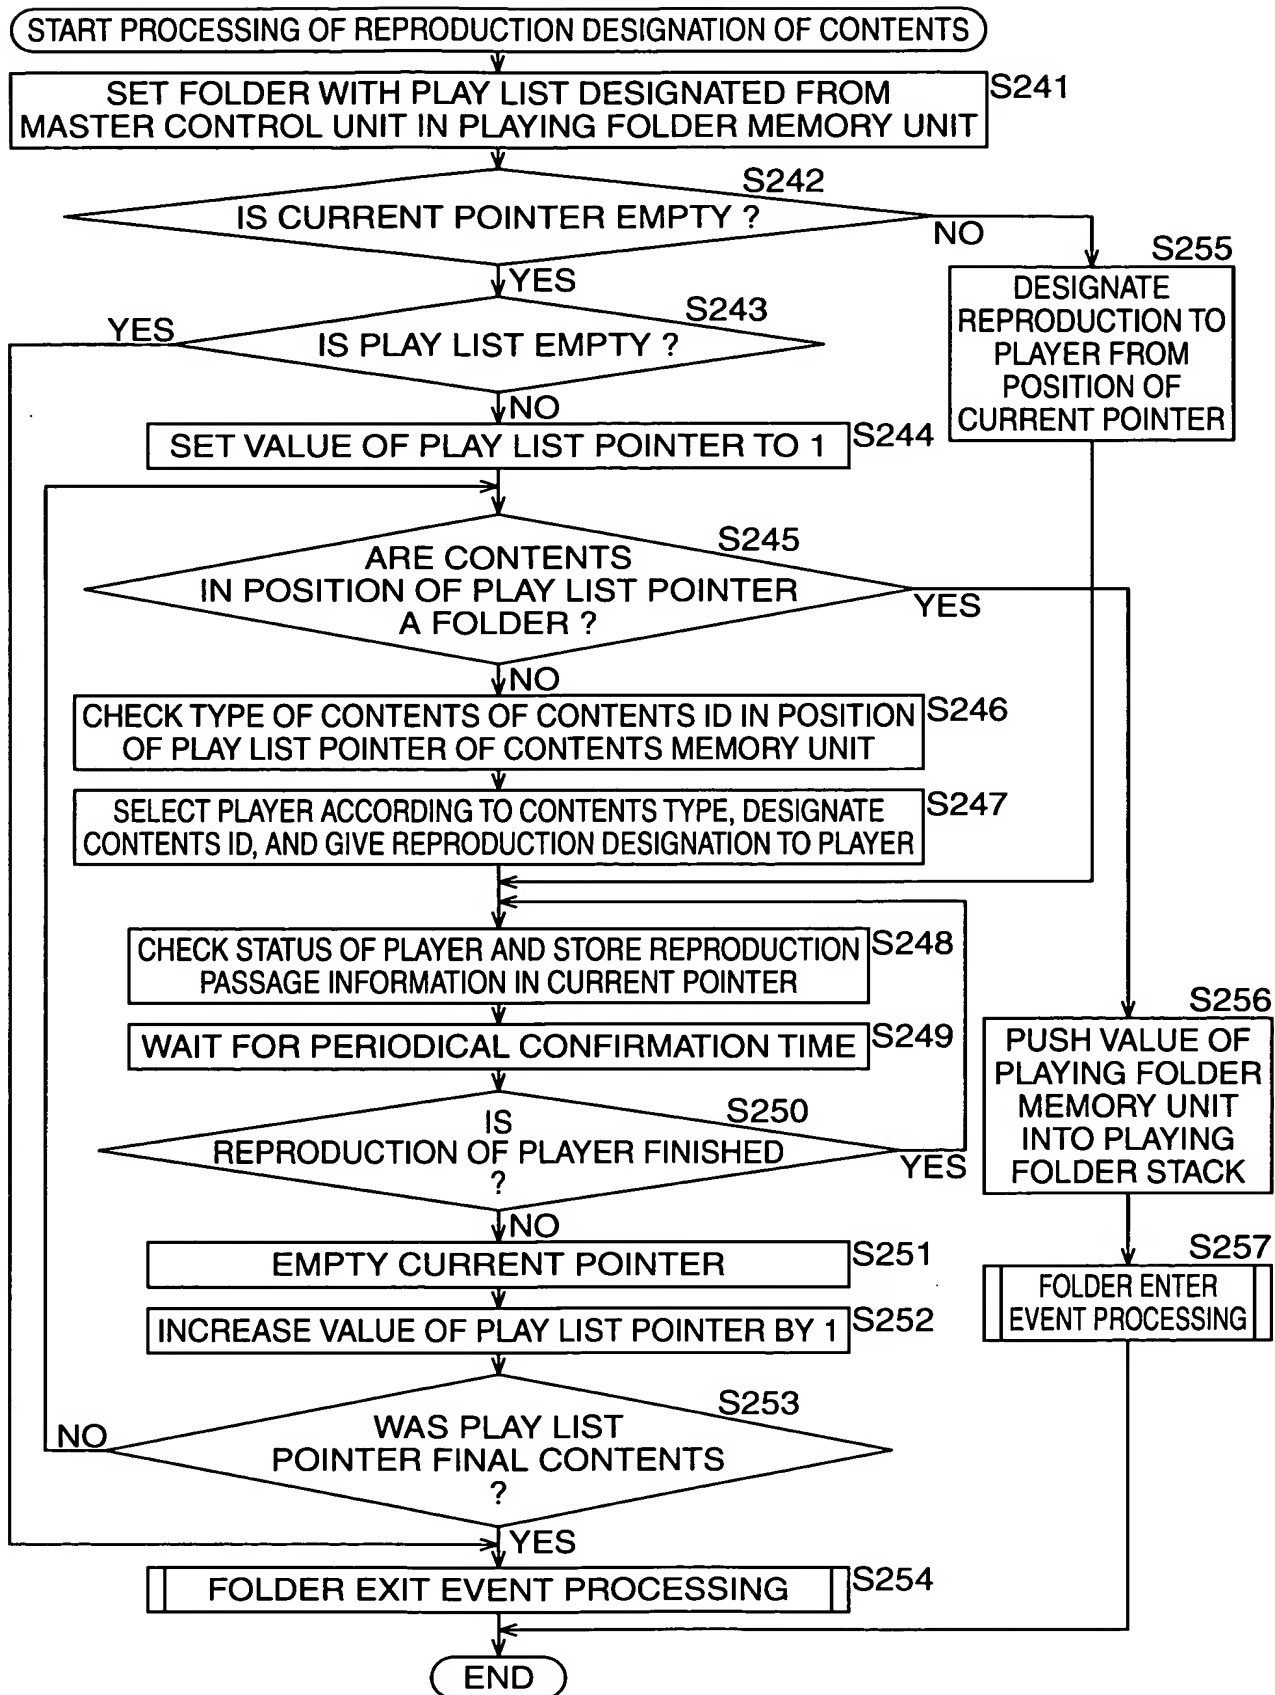 START PROCESSING OF REPRODUCTION DESIGNATION OF CONTENTS
S241
SET FOLDER WITH PLAY LIST DESIGNATED FROM
MASTER CONTROL UNIT IN PLAYING FOLDER MEMORY UNIT
S242
IS CURRENT POINTER EMPTY ?
NO
YES
S255
DESIGNATE
REPRODUCTION TO
PLAYER FROM
POSITION OF
CURRENT POINTER
S243
YES
IS PLAY LIST EMPTY ?
NO
S244
SET VALUE OF PLAY LIST POINTER TO 1
S245
ARE CONTENTS
IN POSITION OF PLAY LIST POINTER
A FOLDER ?
YES
NO
S246
CHECK TYPE OF CONTENTS OF CONTENTS ID IN POSITION
OF PLAY LIST POINTER OF CONTENTS MEMORY UNIT
S247
SELECT PLAYER ACCORDING TO CONTENTS TYPE, DESIGNATE
CONTENTS ID, AND GIVE REPRODUCTION DESIGNATION TO PLAYER
S248
CHECK STATUS OF PLAYER AND STORE REPRODUCTION
PASSAGE INFORMATION IN CURRENT POINTER
S249
WAIT FOR PERIODICAL CONFIRMATION TIME
S256
PUSH VALUE OF
PLAYING FOLDER
MEMORY UNIT
INTO PLAYING
FOLDER STACK
S250
IS
REPRODUCTION OF PLAYER FINISHED
?
YES
NO
S251
EMPTY CURRENT POINTER
S257
FOLDER ENTER
EVENT PROCESSING
S252
INCREASE VALUE OF PLAY LIST POINTER BY 1
S253
WAS PLAY LIST
POINTER FINAL CONTENTS
?
NO
YES
S254
FOLDER EXIT EVENT PROCESSING
END